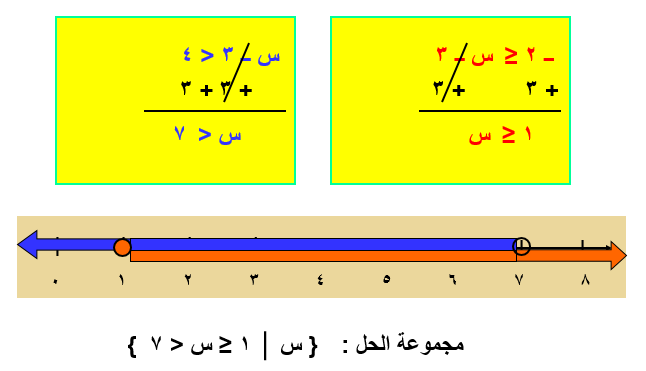 – ٢ ≤ س – ٣
+ ٣ + ٣
١ ≤ س
س – ٣ < ٤
+ ٣ + ٣
س < ٧
٠ ١ ٢ ٣ ٤ ٥ ٦ ٧ ٨
مجموعة الحل : { س | ١ ≤ س < ٧ }